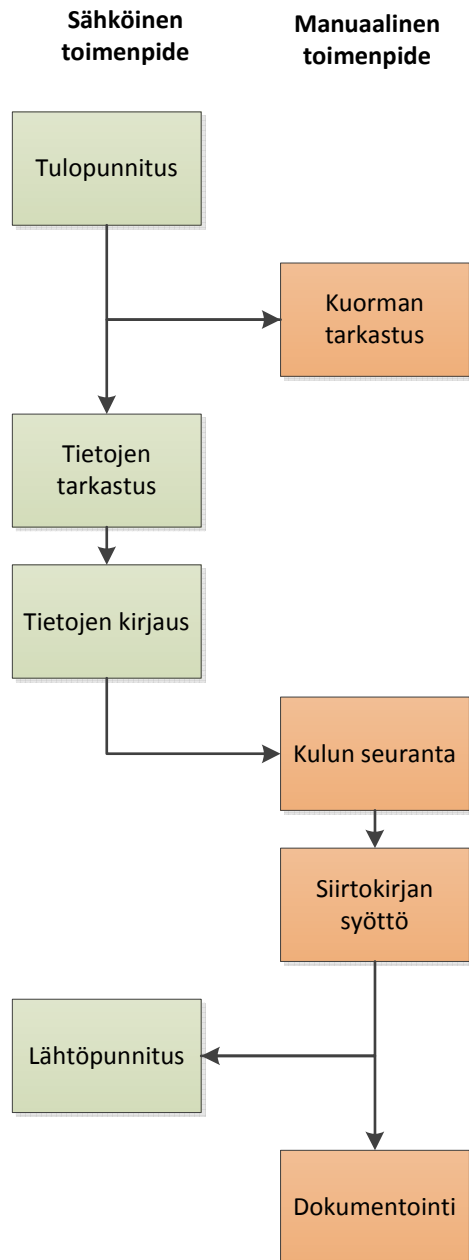 Sähköinen
toimenpide
Manuaalinen
toimenpide
Tulopunnitus
Kuorman
tarkastus
Tietojen
tarkastus
Tietojen kirjaus
Kulun seuranta
Siirtokirjan
syöttö
Lähtöpunnitus
Dokumentointi